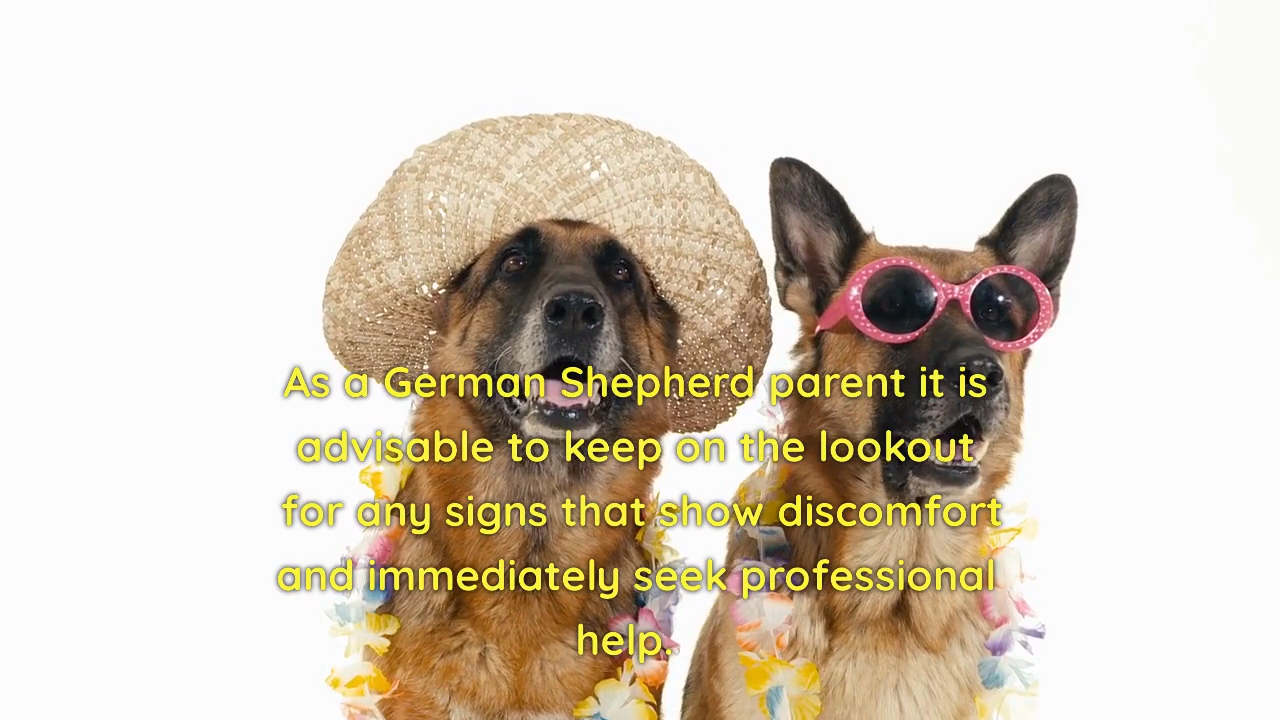 As a German Shepherd parent it is
advisable to keep on the lookout
for any signs that show discomfort
and immediately seek professional
help.